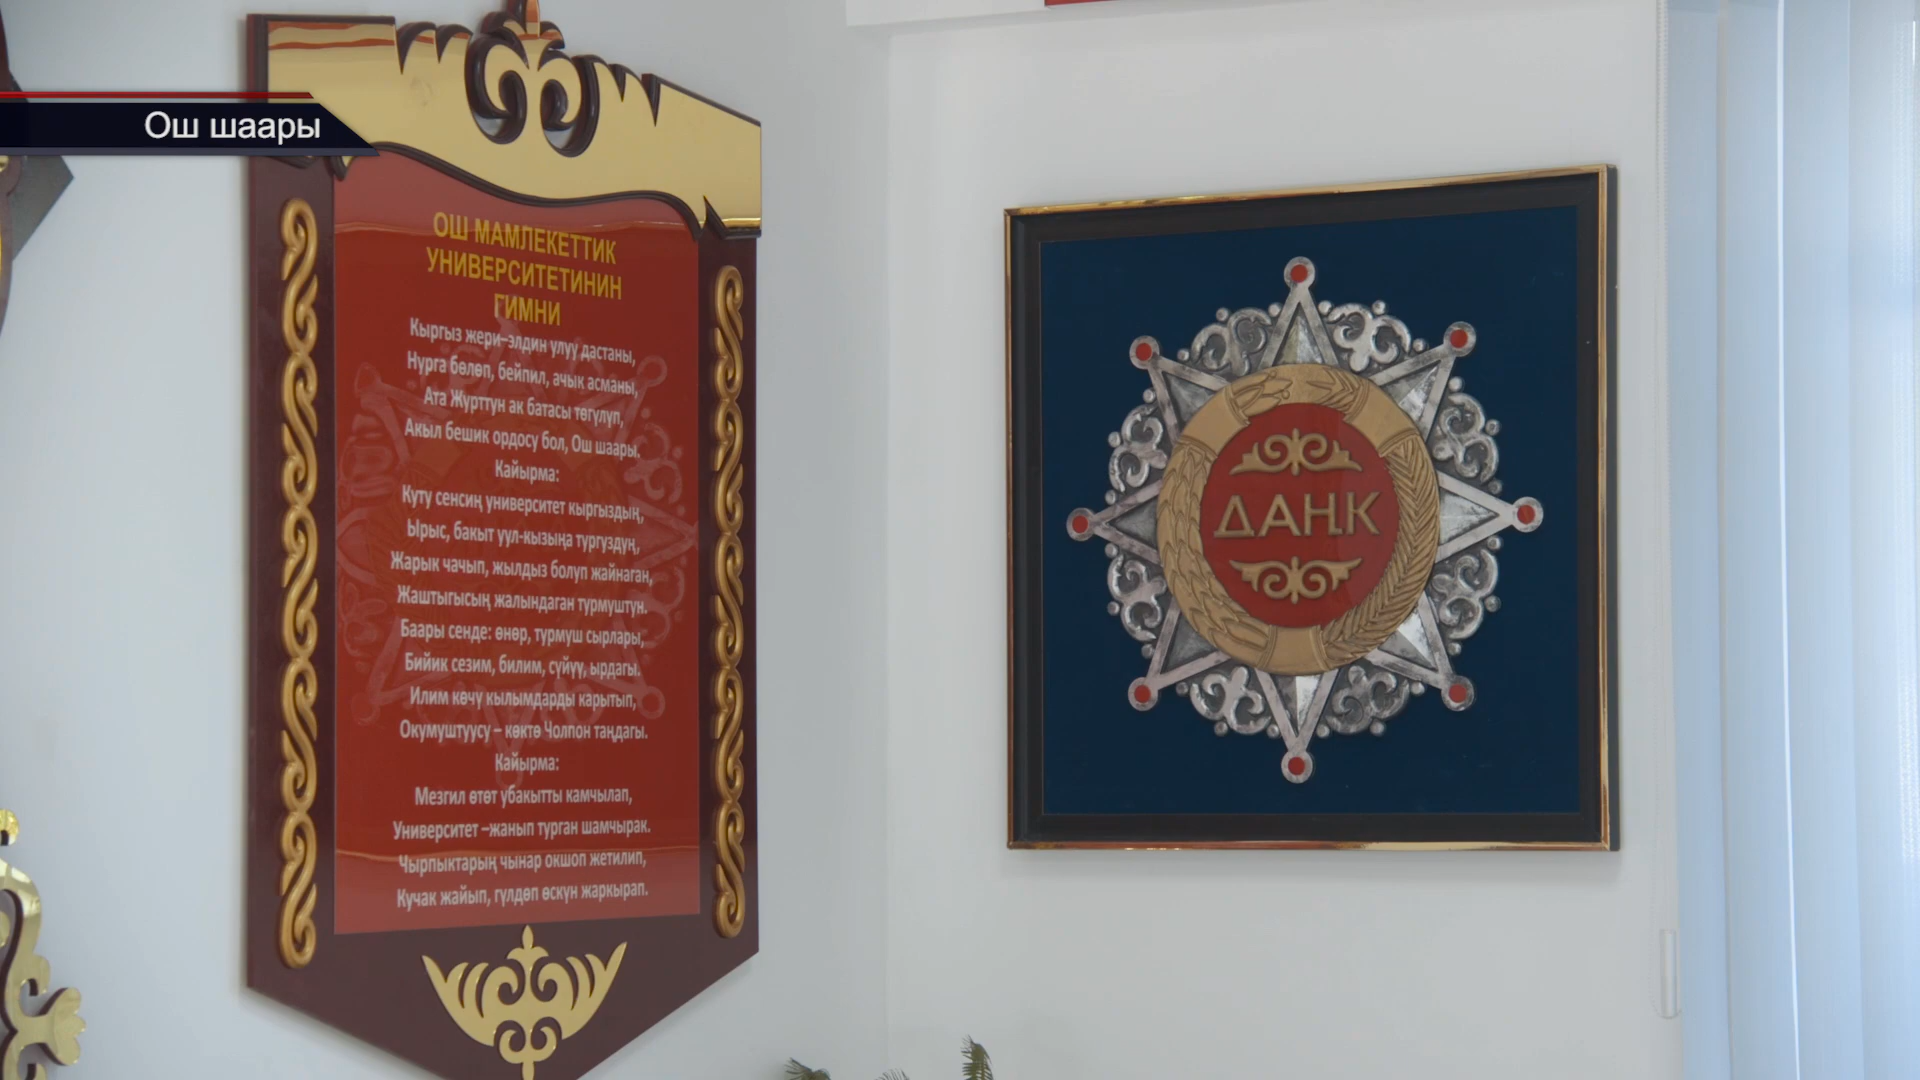 Ош шаары
ОШ МАМЛЕКЕТТИК
УНИВЕРСИТЕТИНИН
ГИМНИ
Кыргыз жери–элдин улуу дастаны,
Нурга бөлөп, бейпил, ачык асманы,
Ата Журттун ак батасы төгүлүп,
Акыл бешик ордосу бол, Ош шаары.
Кайырма:
Куту сенсиң университет кыргыздын,
Ырыс, бакыт уул-кызыңа тургуздуң,
Жарык чачып, жылдыз болуп жайнаган,
Жаштыгысың жалындаган турмуштун.
Баары сенде: өнөр, турмуш сырлары,
Бийик сезим, билим, сүйүү, ырдагы.
Илим көчү кылымдарды карытып,
Окумуштуусу – көктө Чолпон таңдагы.
Кайырма:
Мезгил өтөт убакытты камчылап,
Университет –жанып турган шамчырак.
Чырпыктарың чынар окшоп жетилип,
Кучак жайып, гүлдөп өскүн жаркырап.
ДАҢК